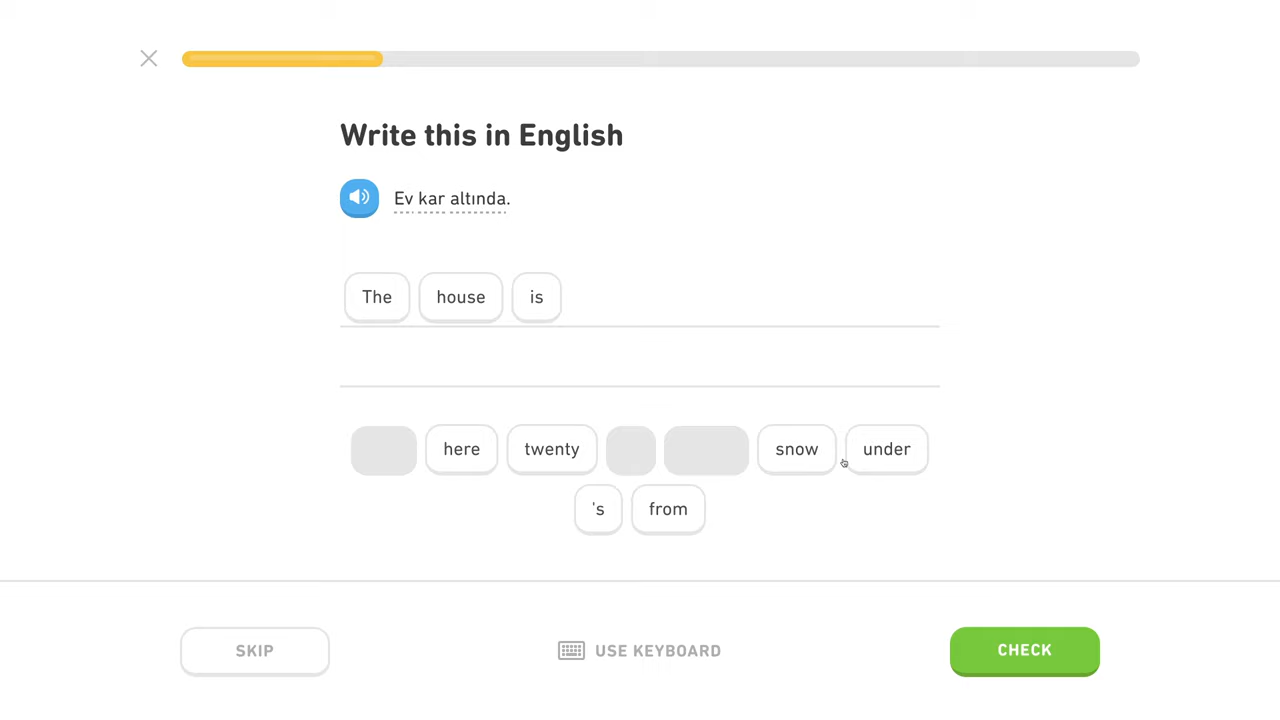 Write this in English
Ev kar altında.
The house is
here twenty snow under
's from
SKIP USE KEYBOARD CHECK